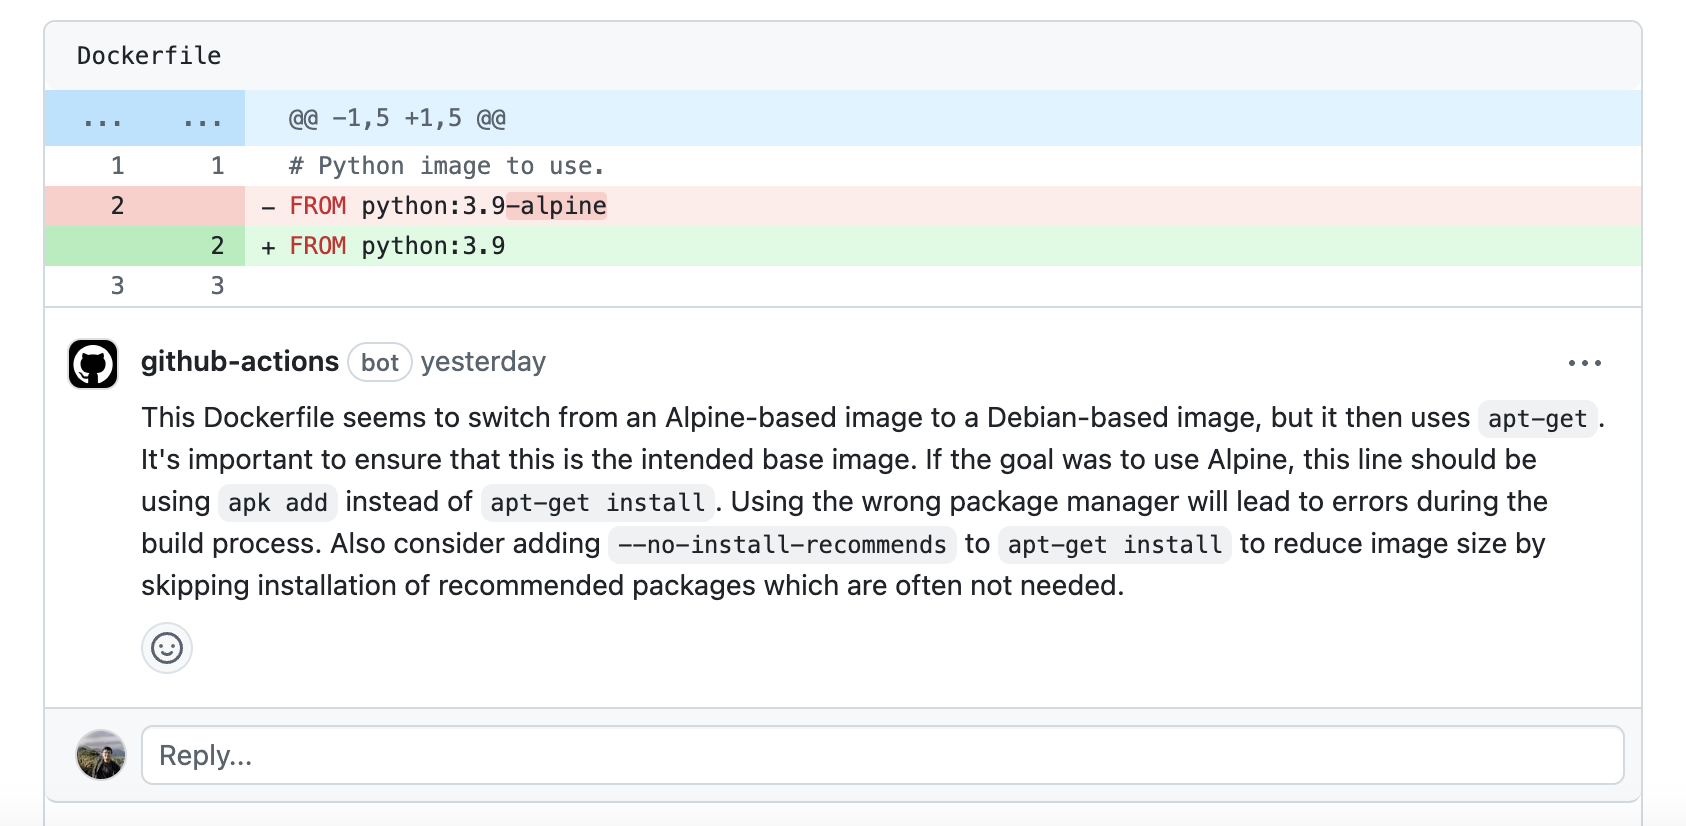 Dockerfile
... ... @@ -1,5 +1,5 @@
1 1 # Python image to use.
2 - FROM python:3.9-alpine
2 + FROM python:3.9
3 3
github-actions bot yesterday
This Dockerfile seems to switch from an Alpine-based image to a Debian-based image, but it then uses apt-get.
It's important to ensure that this is the intended base image. If the goal was to use Alpine, this line should be
using apk add instead of apt-get install. Using the wrong package manager will lead to errors during the
build process. Also consider adding --no-install-recommends to apt-get install to reduce image size by
skipping installation of recommended packages which are often not needed.
Reply...